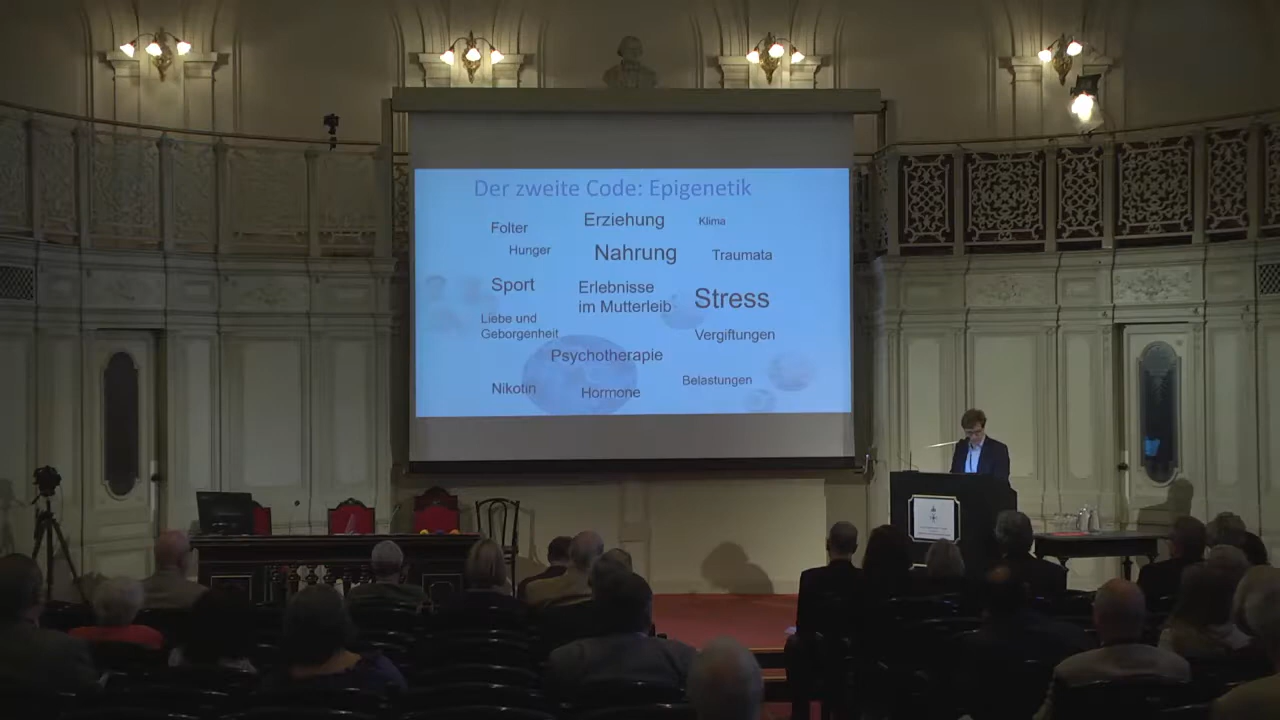 Der zweite Code: Epigenetik
Folter
Erziehung
Klima
Hunger
Nahrung
Traumata
Sport
Erlebnisse
im Mutterleib
Stress
Liebe und
Geborgenheit
Vergiftungen
Psychotherapie
Nikotin
Hormone
Belastungen